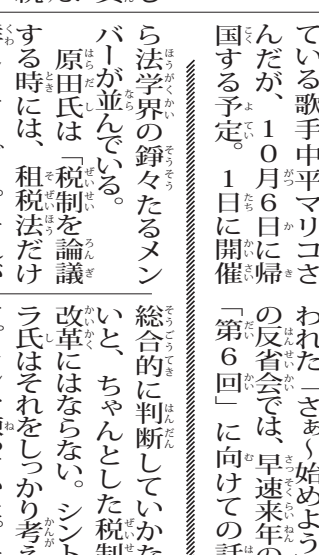 ている歌手中平マリコさ
んだが、10月6日に帰
国する予定。1日に開催
われた「さぁ～始めよう
の反省会では、早速来年の
「第6回」に向けての話
ら法学界の錚々たるメン
バーが並んでいる。
原田氏は「税制を論議
する時には、租税法だけ
総合的に判断していかな
いと、ちゃんとした税制
改革にはならない。シント
ラ氏はそれをしっかり考え